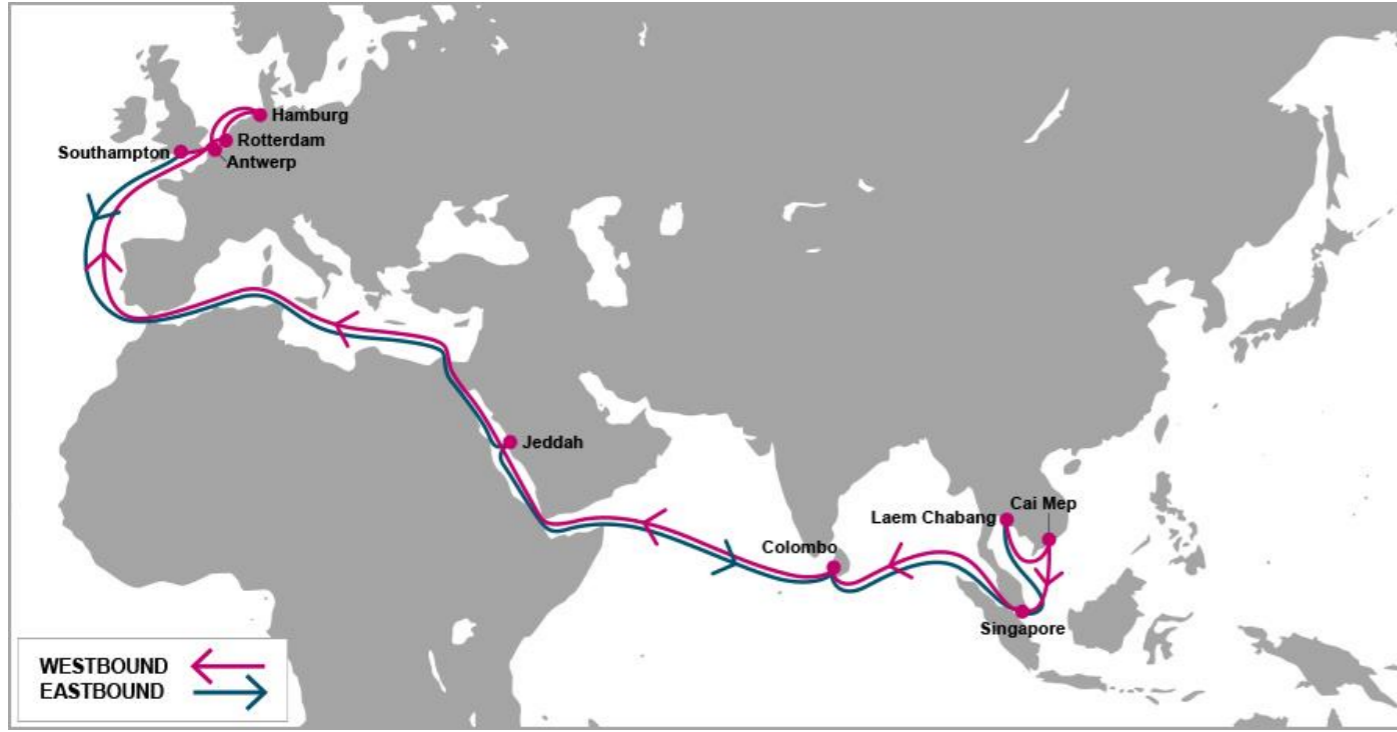 Hamburg
Rotterdam
Southampton
Antwerp
Jeddah
Cai Mep
Laem Chabang
Colombo
Singapore
WESTBOUND
EASTBOUND